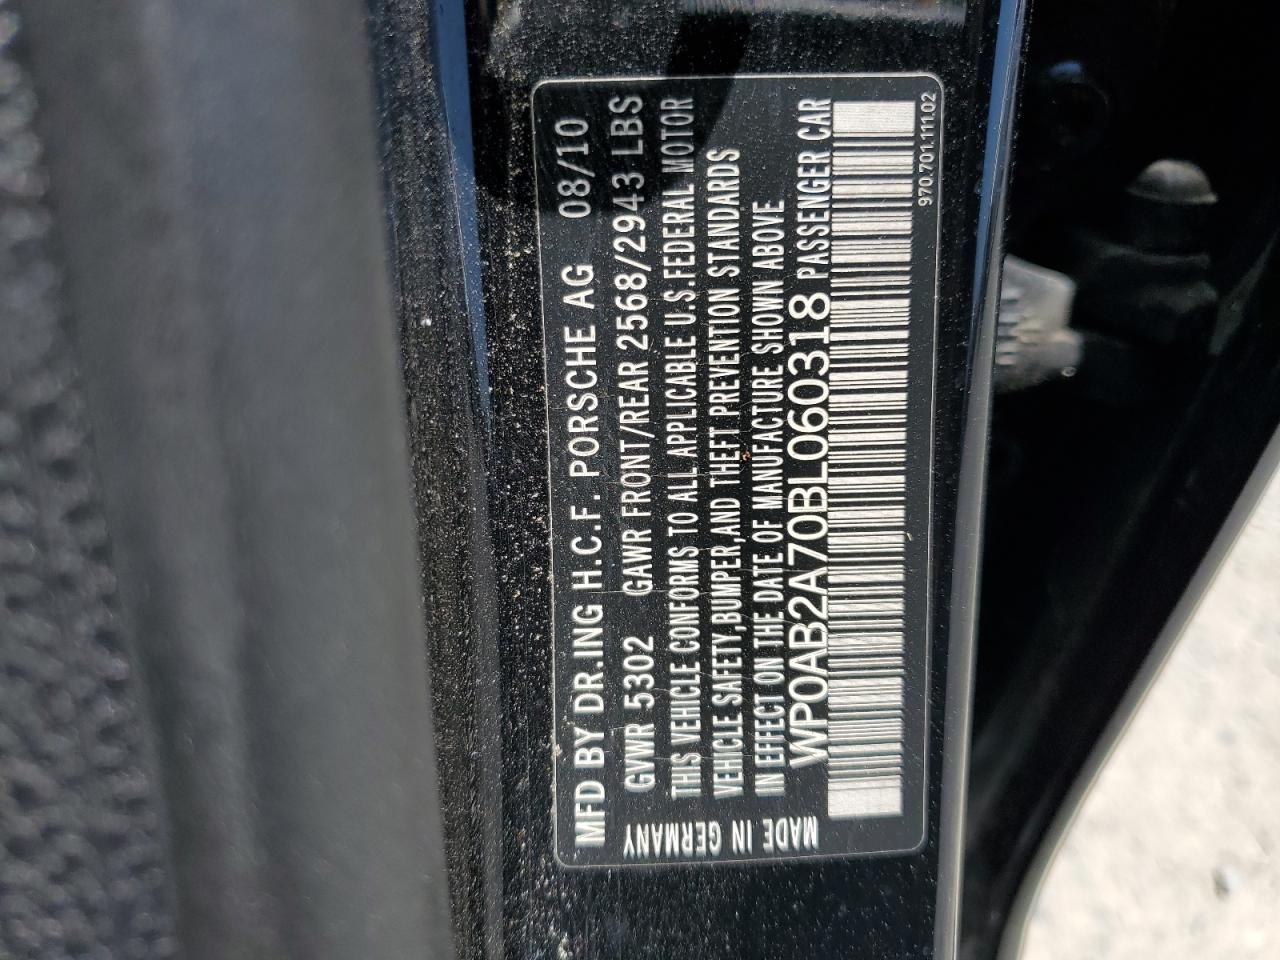 MFD BY DR.ING H.C.F. PORSCHE AG 08/10
GVWR 5302 GAWR FRONT/REAR 2568/2943 LBS
THIS VEHICLE CONFORMS TO ALL APPLICABLE U.S.FEDERAL MOTOR
VEHICLE SAFETY,BUMPER,AND THEFT PREVENTION STANDARDS
IN EFFECT ON THE DATE OF MANUFACTURE SHOWN ABOVE
WP0AB2A70BL060318 PASSENGER CAR
MADE IN GERMANY
970.701.111.02